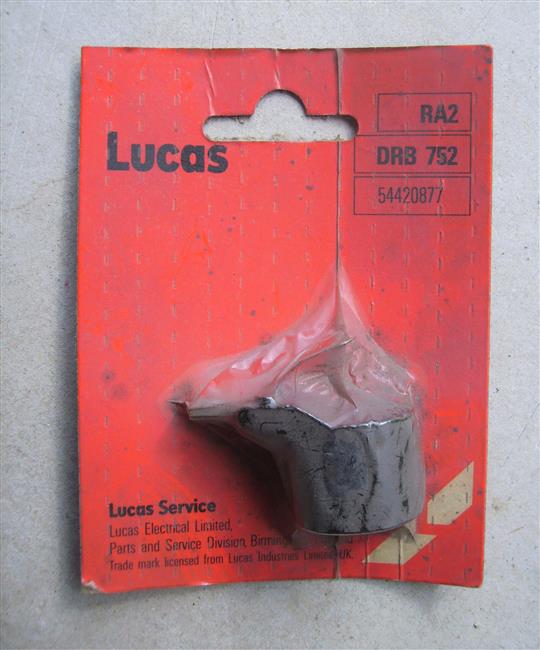 Lucas
RA2
DRB 752
54420877
Lucas Service
Lucas Electrical Limited,
Parts and Service Division, Birming
Trade mark licensed from Lucas Industries Limited, UK.